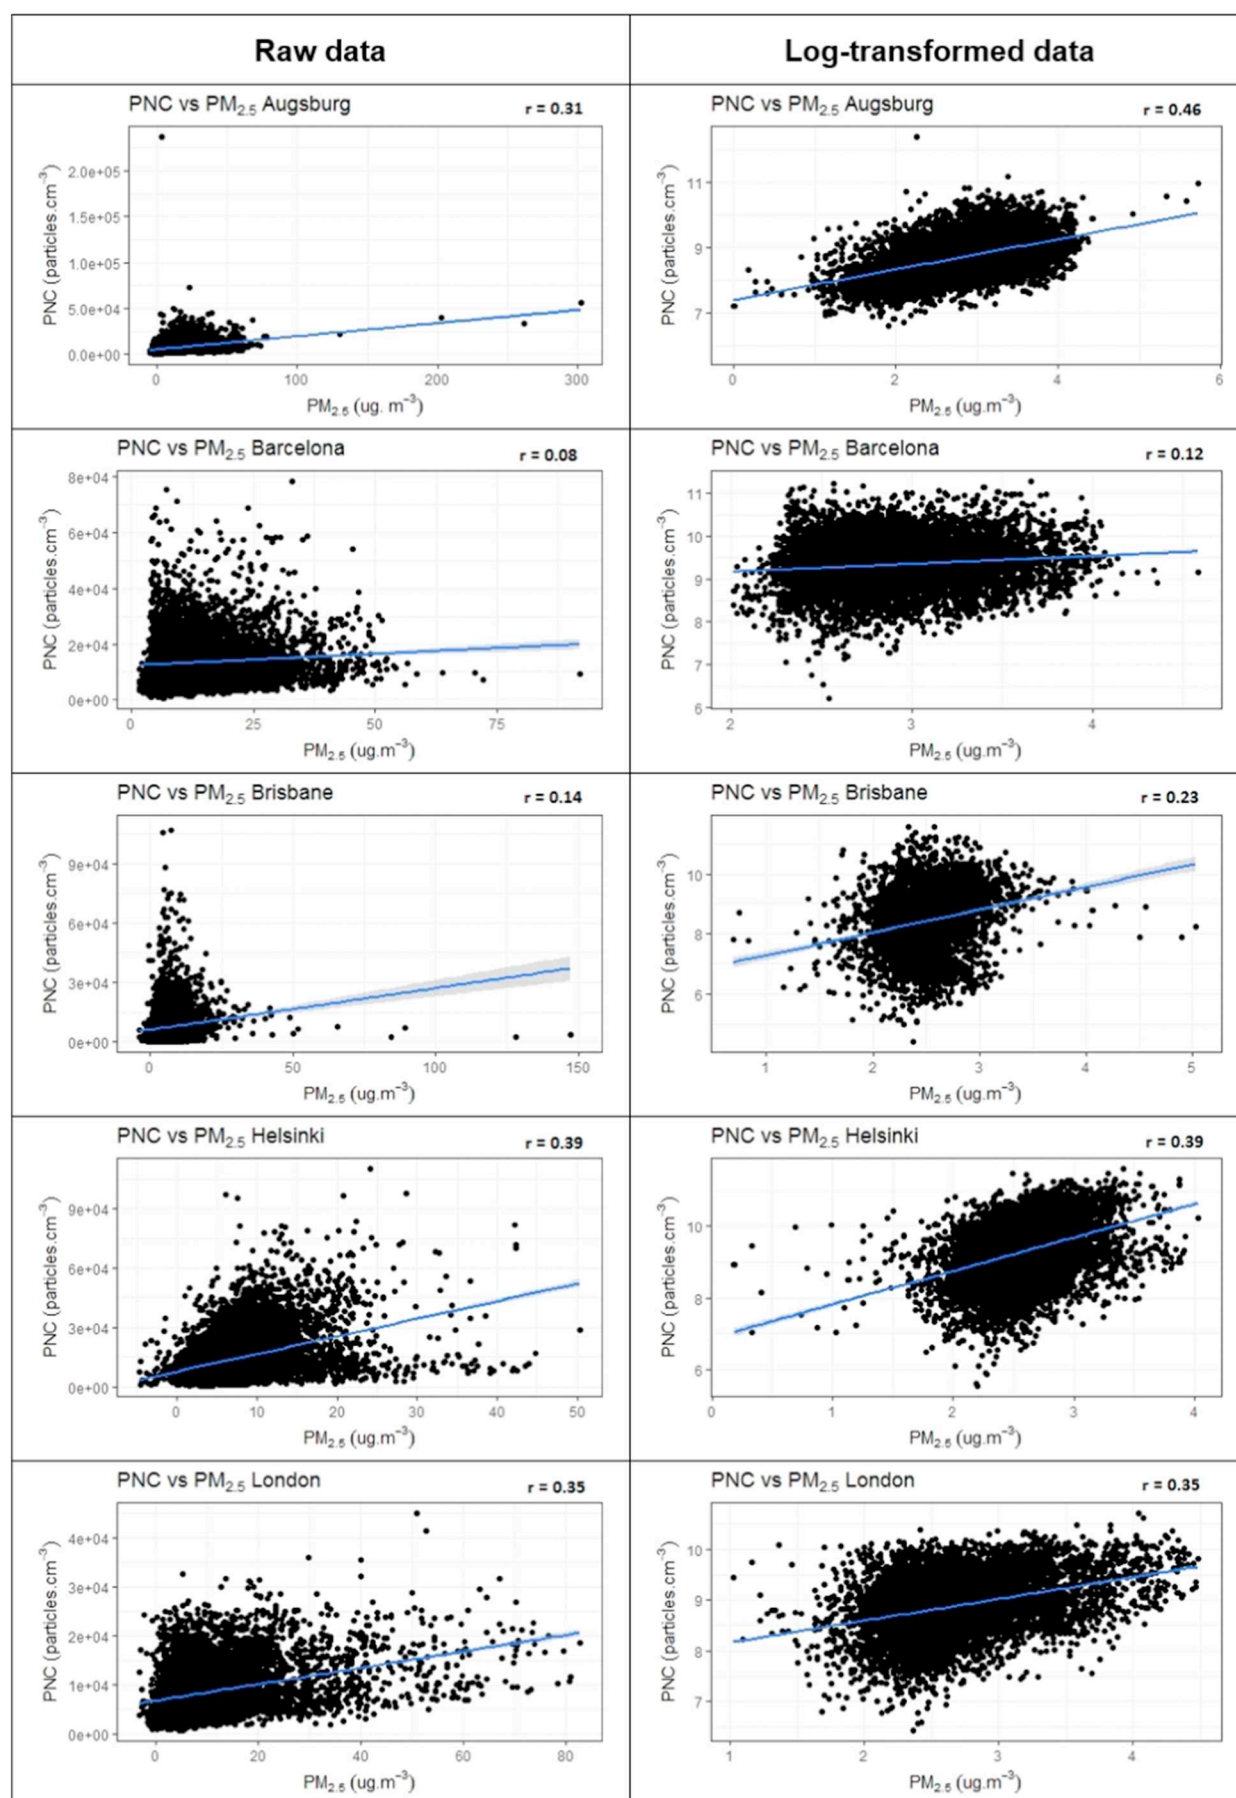 Raw data
Log-transformed data
PNC vs PM2.5 Augsburg
r = 0.31
PNC (particles.cm−3)
2.0e+05
1.5e+05
1.0e+05
5.0e+04
0.0e+00
0 100 200 300
PM2.5 (ug. m−3)
PNC vs PM2.5 Augsburg
r = 0.46
PNC (particles.cm−3)
11
9
7
0 2 4 6
PM2.5 (ug.m−3)
PNC vs PM2.5 Barcelona
r = 0.08
PNC (particles.cm−3)
8e+04
6e+04
4e+04
2e+04
0e+00
0 25 50 75
PM2.5 (ug.m−3)
PNC vs PM2.5 Barcelona
r = 0.12
PNC (particles.cm−3)
11
10
9
8
7
6
2 3 4
PM2.5 (ug.m−3)
PNC vs PM2.5 Brisbane
r = 0.14
PNC (particles.cm−3)
9e+04
6e+04
3e+04
0e+00
0 50 100 150
PM2.5 (ug.m−3)
PNC vs PM2.5 Brisbane
r = 0.23
PNC (particles.cm−3)
10
8
6
1 2 3 4 5
PM2.5 (ug.m−3)
PNC vs PM2.5 Helsinki
r = 0.39
PNC (particles.cm−3)
9e+04
6e+04
3e+04
0e+00
0 10 20 30 40 50
PM2.5 (ug.m−3)
PNC vs PM2.5 Helsinki
r = 0.39
PNC (particles.cm−3)
10
8
6
0 1 2 3 4
PM2.5 (ug.m−3)
PNC vs PM2.5 London
r = 0.35
PNC (particles.cm−3)
4e+04
3e+04
2e+04
1e+04
0e+00
0 20 40 60 80
PM2.5 (ug.m−3)
PNC vs PM2.5 London
r = 0.35
PNC (particles.cm−3)
10
9
8
7
1 2 3 4
PM2.5 (ug.m−3)